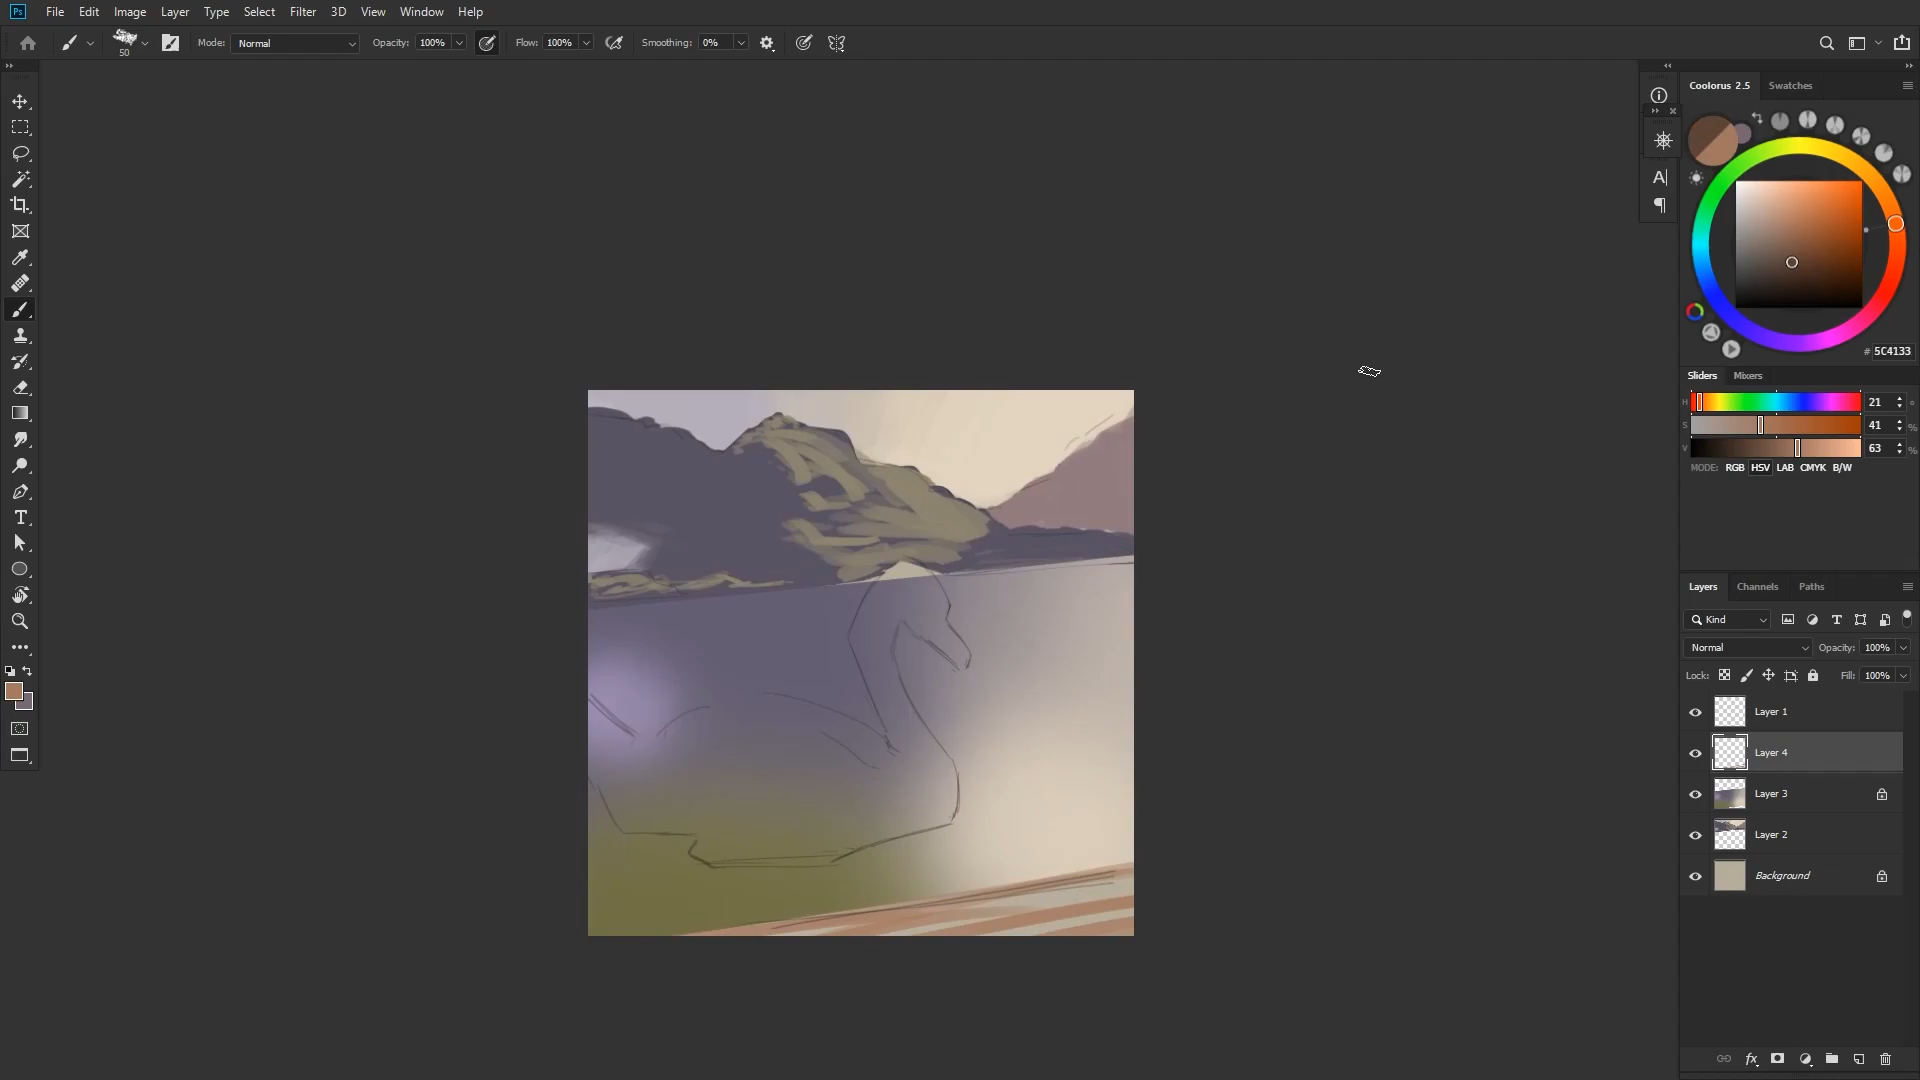 Ps File Edit Image Layer Type Select Filter 3D View Window Help
50 Mode: Normal Opacity: 100% Flow: 100% Smoothing: 0%
Coolorus 2.5 Swatches
# 5C4133
Sliders Mixers
H 21 °
S 41 %
V 63 %
MODE: RGB HSV LAB CMYK B/W
Layers Channels Paths
Kind
Normal Opacity: 100%
Lock: Fill: 100%
Layer 1
Layer 4
Layer 3
Layer 2
Background